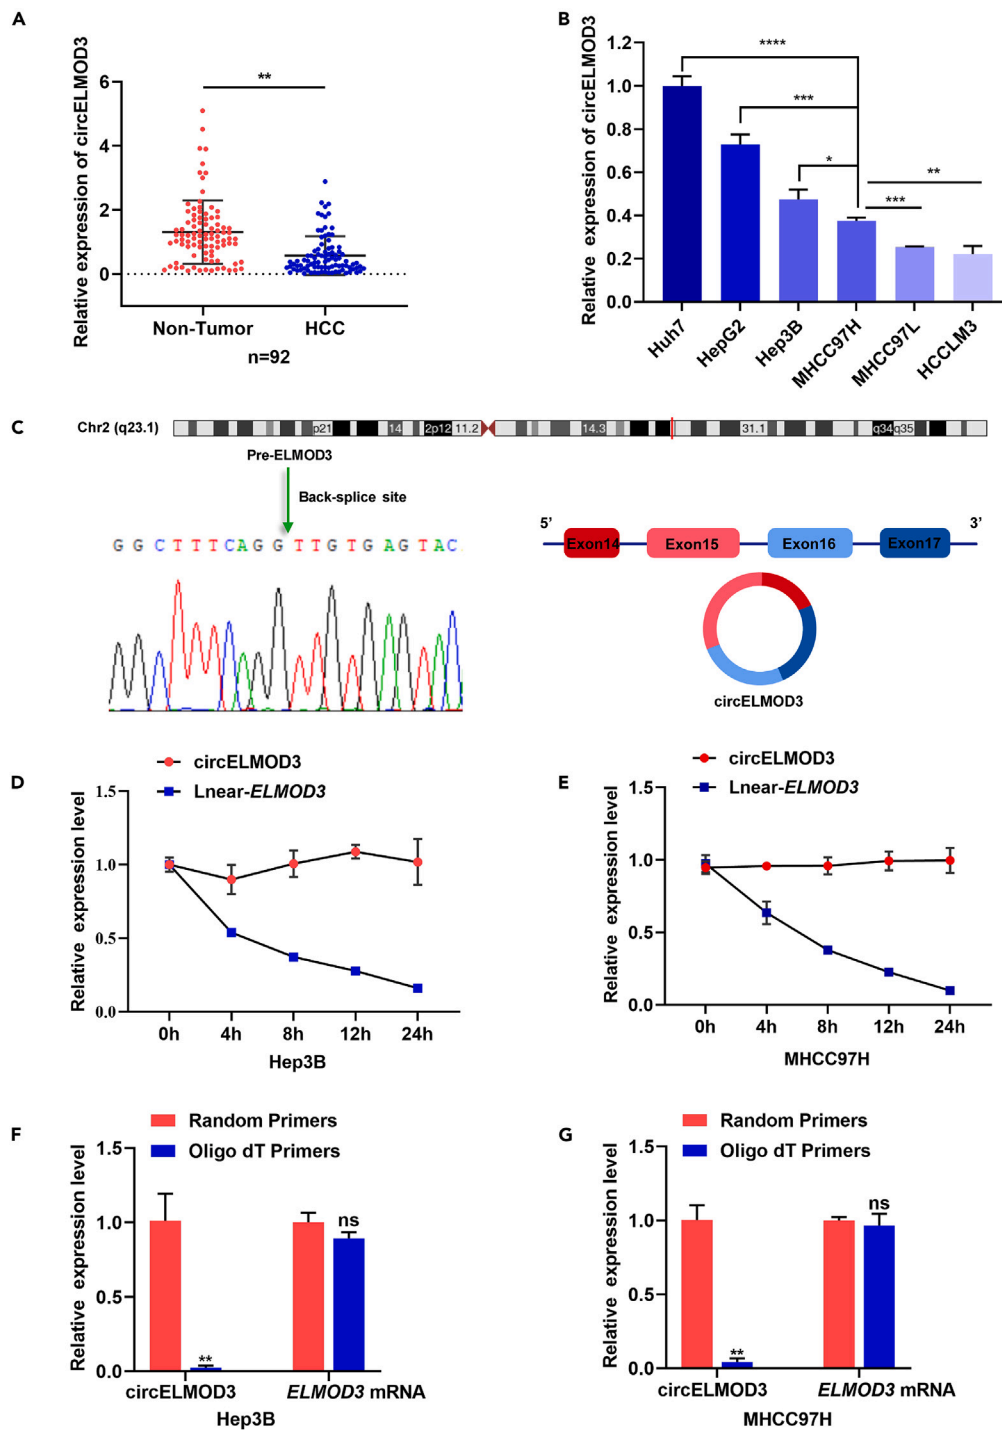 A
Relative expression of circELMOD3
6
4
2
0
**
Non-Tumor HCC
n=92
B
Relative expression of circELMOD3
1.2
1.0
0.8
0.6
0.4
0.2
0.0
****
***
*
**
***
Huh7 HepG2 Hep3B MHCC97H MHCC97L HCCLM3
C
Chr2 (q23.1)
p21 14 2p12 11.2 14.3 31.1 q34 q35
Pre-ELMOD3
Back-splice site
G G C T T T C A G G T T G T G A G T A C
5’ 3’
Exon14 Exon15 Exon16 Exon17
circELMOD3
D
circELMOD3
Lnear-ELMOD3
Relative expression level
1.5
1.0
0.5
0.0
0h 4h 8h 12h 24h
Hep3B
E
circELMOD3
Lnear-ELMOD3
Relative expression level
1.5
1.0
0.5
0.0
0h 4h 8h 12h 24h
MHCC97H
F
Random Primers
Oligo dT Primers
Relative expression level
1.5
1.0
0.5
0.0
**
ns
circELMOD3 ELMOD3 mRNA
Hep3B
G
Random Primers
Oligo dT Primers
Relative expression level
1.5
1.0
0.5
0.0
**
ns
circELMOD3 ELMOD3 mRNA
MHCC97H